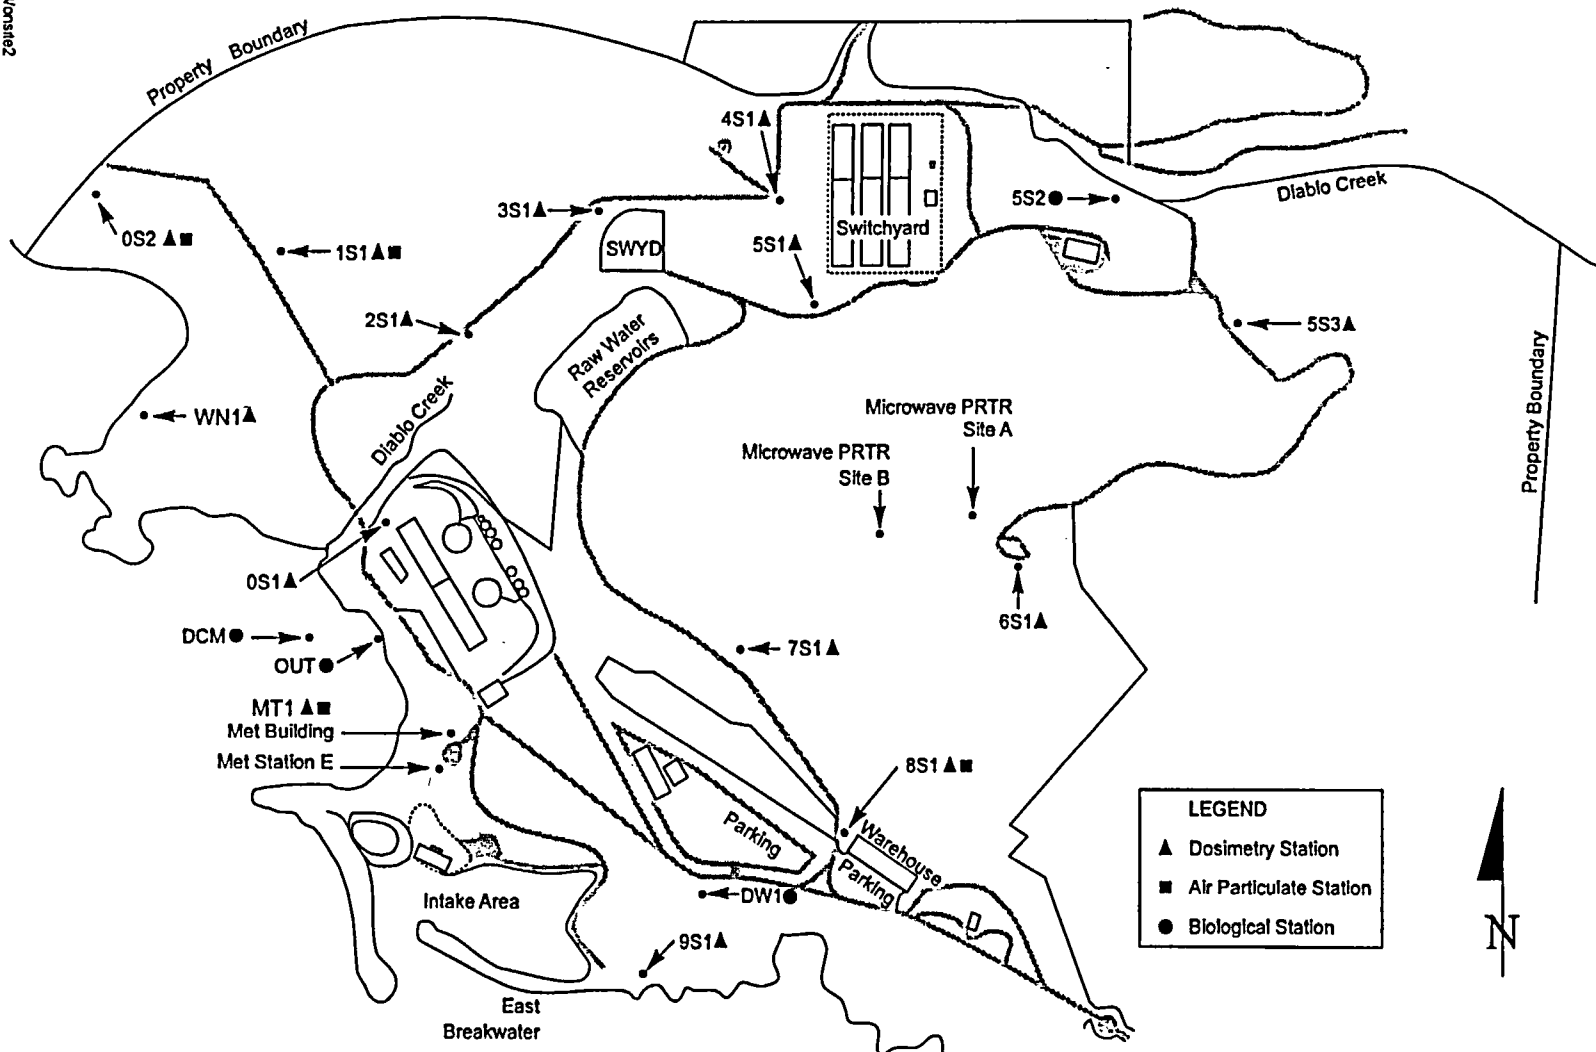 Vonsite2
Property Boundary
4S1▲
Diablo Creek
5S2●
3S1▲
0S2 ▲■
1S1▲■
SWYD
5S1▲
Switchyard
2S1▲
5S3▲
Raw Water
Reservoirs
Property Boundary
WN1▲
Diablo Creek
Microwave PRTR
Site A
Microwave PRTR
Site B
0S1▲
6S1▲
DCM●
OUT●
7S1▲
MT1▲■
Met Building
Met Station E
8S1▲■
Parking
Warehouse
Parking
DW1●
Intake Area
9S1▲
East
Breakwater
LEGEND
▲ Dosimetry Station
■ Air Particulate Station
● Biological Station
N